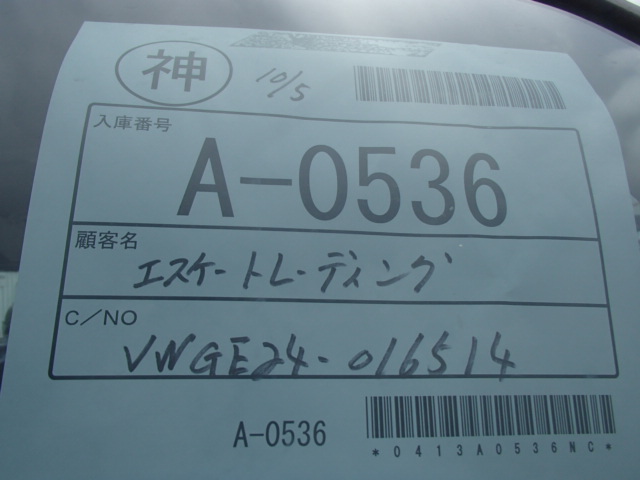 神 10/5
入庫番号
A-0536
顧客名
エスケートレーディング
C/NO
VWGE24-016514
A-0536
*0413A0536NC*